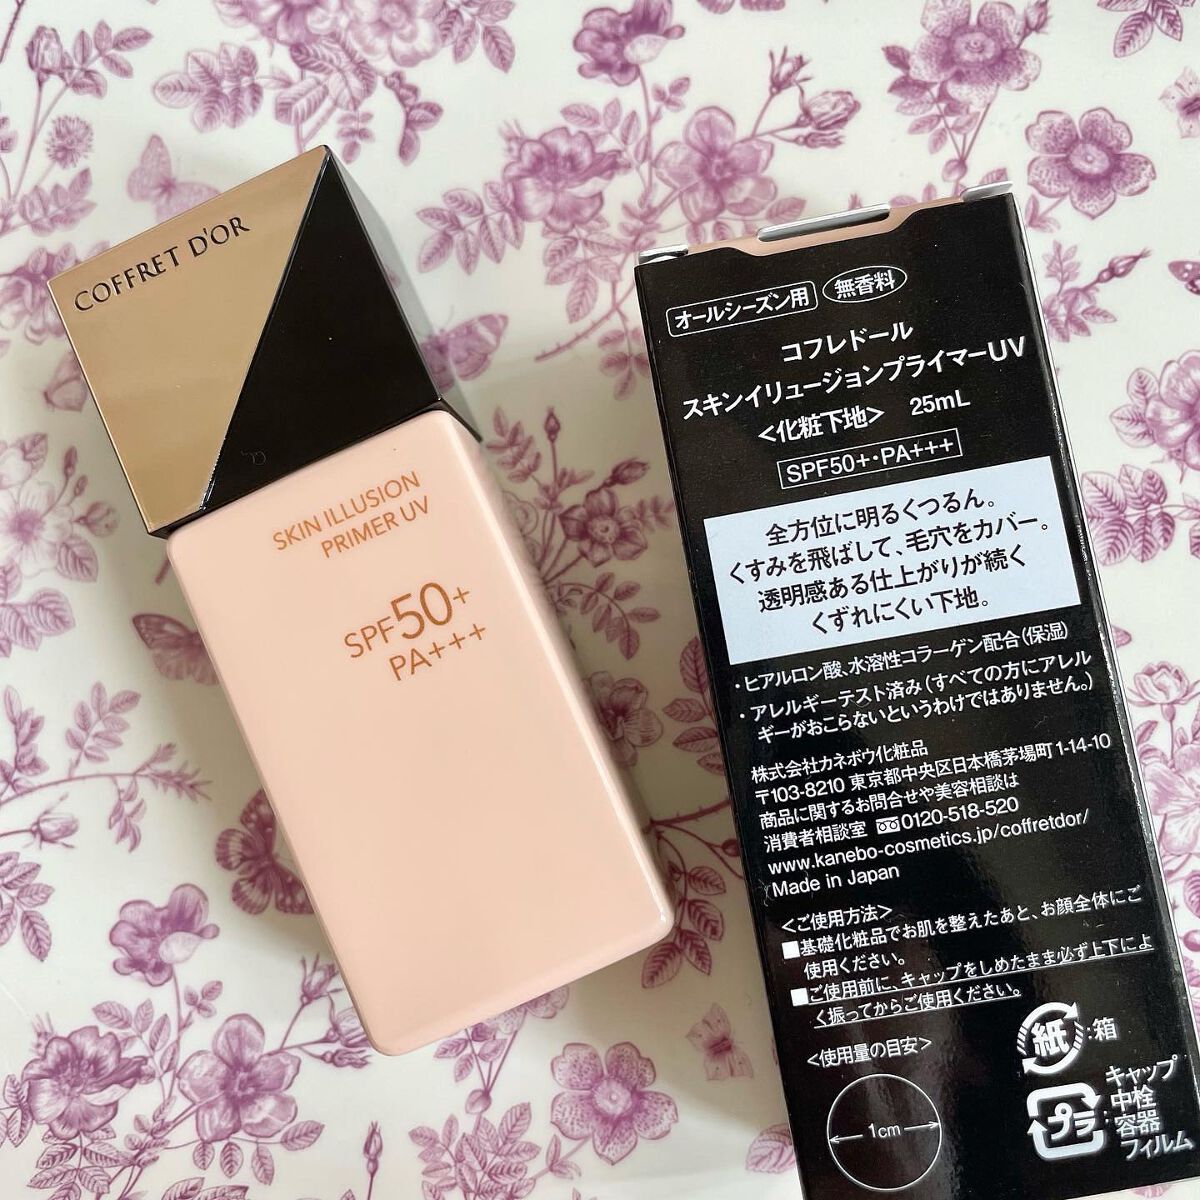 COFFRET D'OR
SKIN ILLUSION
PRIMER UV
SPF50+
PA+++
オールシーズン用 無香料
コフレドール
スキンイリュージョンプライマーUV
<化粧下地> 25mL
SPF50+・PA+++
全方位に明るくつるん。
くすみを飛ばして、毛穴をカバー。
透明感ある仕上がりが続く
くずれにくい下地。
・ヒアルロン酸、水溶性コラーゲン配合(保湿)
・アレルギーテスト済み(すべての方にアレル
ギーがおこらないというわけではありません。)
株式会社カネボウ化粧品
〒103-8210 東京都中央区日本橋茅場町1-14-10
商品に関するお問合せや美容相談は
消費者相談室 0120-518-520
www.kanebo-cosmetics.jp/coffretdor/
Made in Japan
<ご使用方法>
■基礎化粧品でお肌を整えたあと、お顔全体にご
使用ください。
■ご使用前に、キャップをしめたまま必ず上下によ
く振ってからご使用ください。
<使用量の目安>
1cm
紙:箱
プラ:キャップ
中栓
容器
フィルム